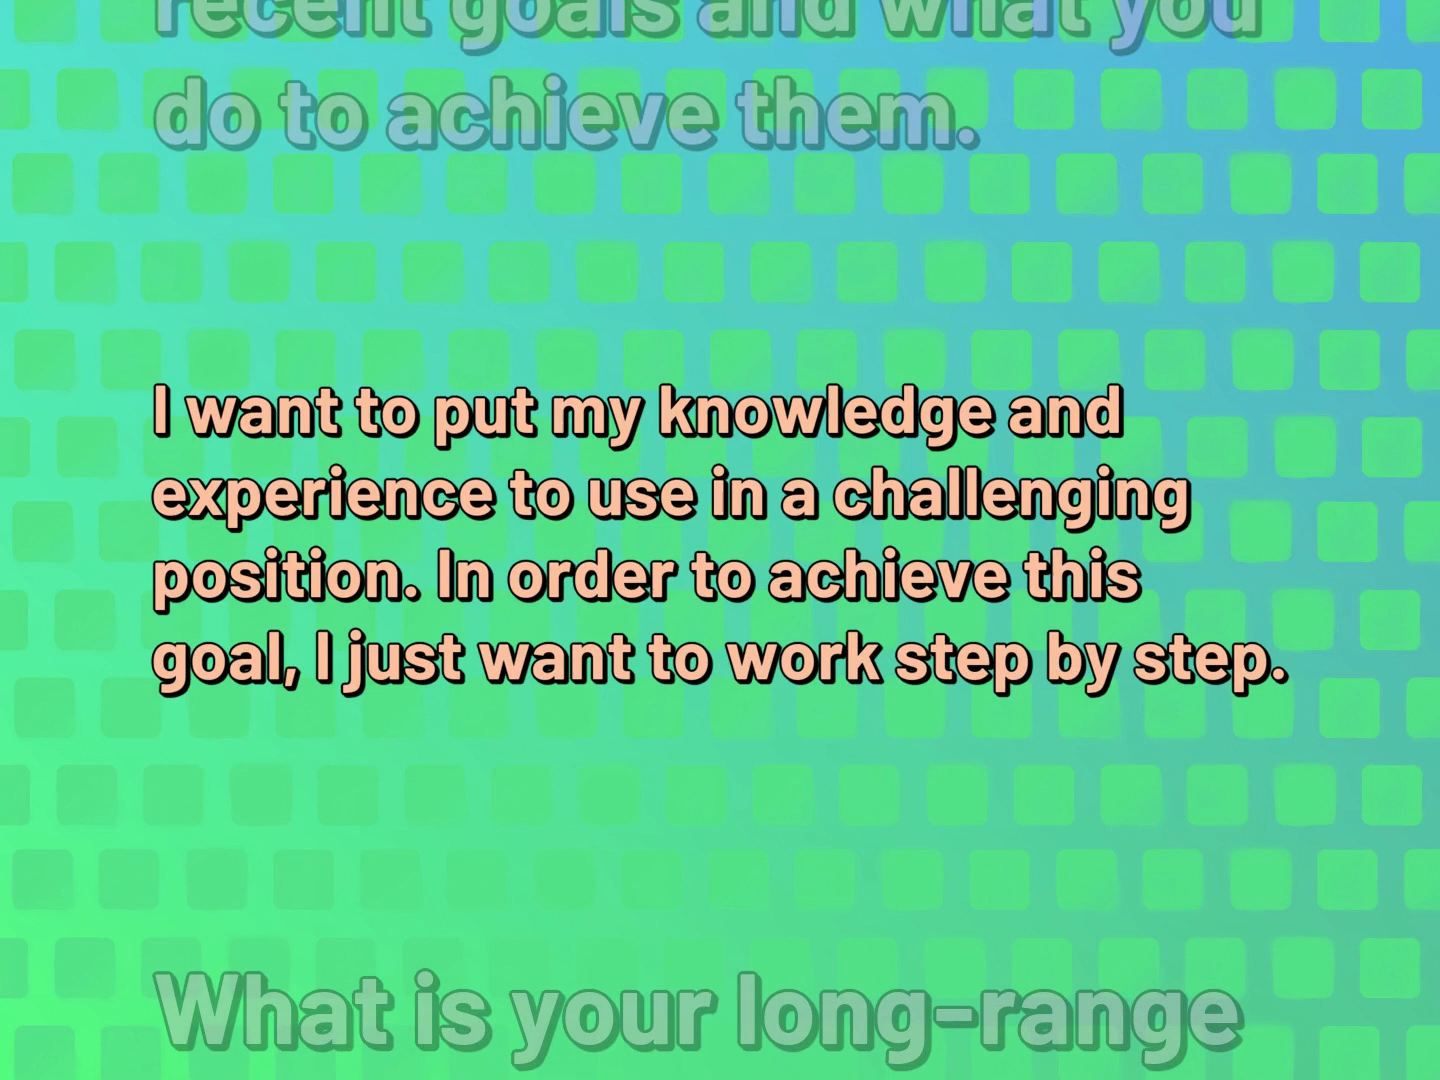 recent goals and what you
do to achieve them.
I want to put my knowledge and
experience to use in a challenging
position. In order to achieve this
goal, I just want to work step by step.
What is your long-range